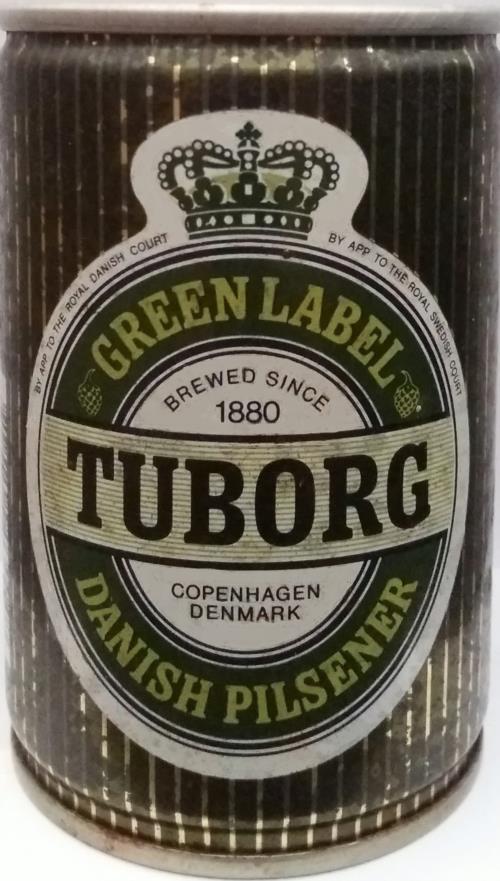 BY APP TO THE ROYAL DANISH COURT
BY APP TO THE ROYAL SWEDISH COURT
GREEN LABEL
BREWED SINCE
1880
TUBORG
COPENHAGEN
DENMARK
DANISH PILSENER